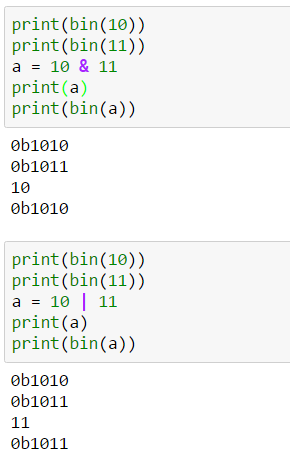 print(bin(10))
print(bin(11))
a = 10 & 11
print(a)
print(bin(a))
0b1010
0b1011
10
0b1010
print(bin(10))
print(bin(11))
a = 10 | 11
print(a)
print(bin(a))
0b1010
0b1011
11
0b1011